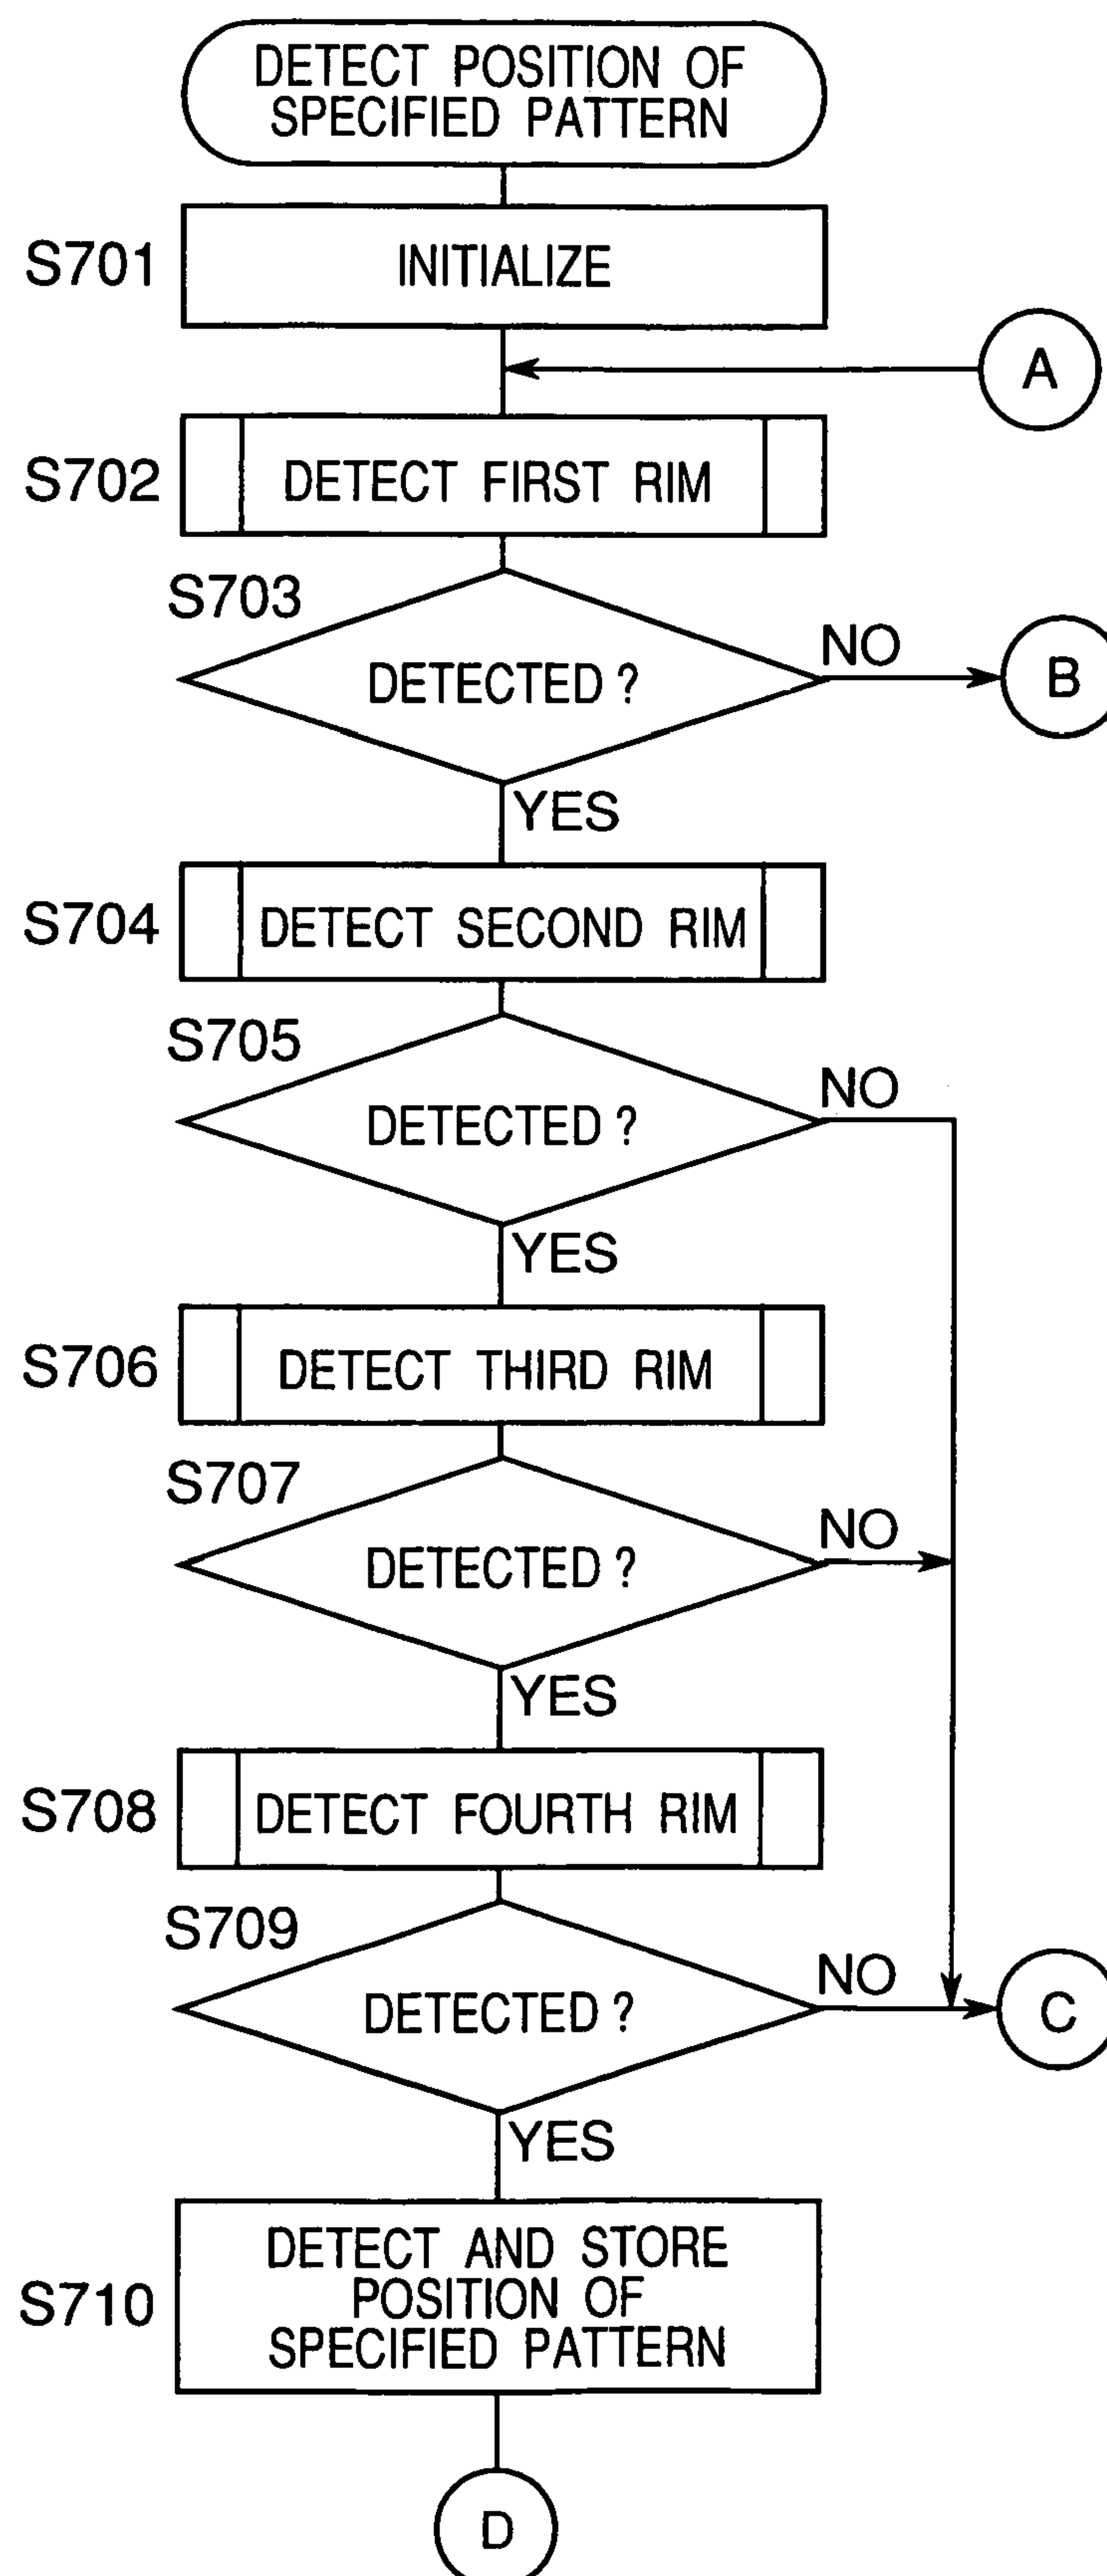 DETECT POSITION OF
SPECIFIED PATTERN
S701
INITIALIZE
A
S702
DETECT FIRST RIM
S703
DETECTED ?
NO
B
YES
S704
DETECT SECOND RIM
S705
DETECTED ?
NO
YES
S706
DETECT THIRD RIM
S707
DETECTED ?
NO
YES
S708
DETECT FOURTH RIM
S709
DETECTED ?
NO
C
YES
S710
DETECT AND STORE
POSITION OF
SPECIFIED PATTERN
D